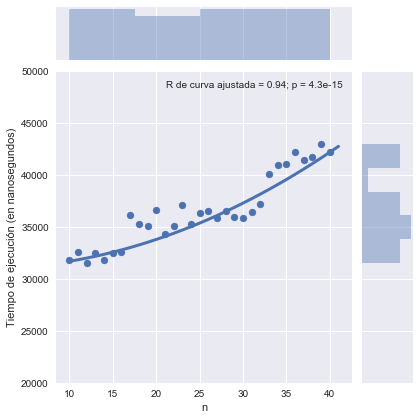 R de curva ajustada = 0.94; p = 4.3e-15
Tiempo de ejecución (en nanosegundos)
50000
45000
40000
35000
30000
25000
20000
10 15 20 25 30 35 40
n